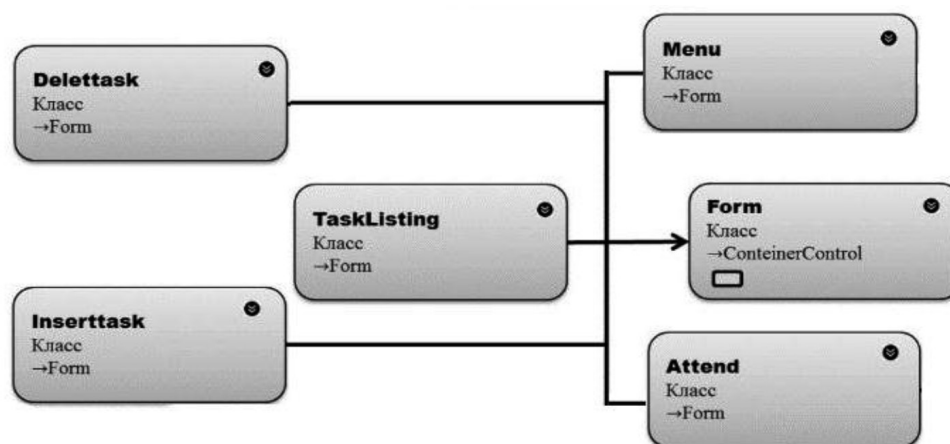 Delettask
Класс
→Form
Menu
Класс
→Form
TaskListing
Класс
→Form
Form
Класс
→ConteinerControl
Inserttask
Класс
→Form
Attend
Класс
→Form